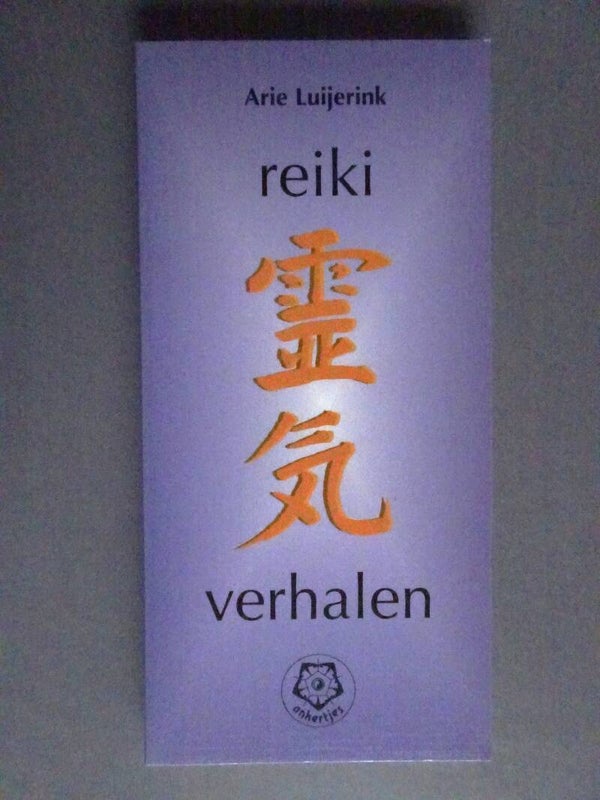 Arie Luijerink
reiki
霊
気
verhalen
ankertjes